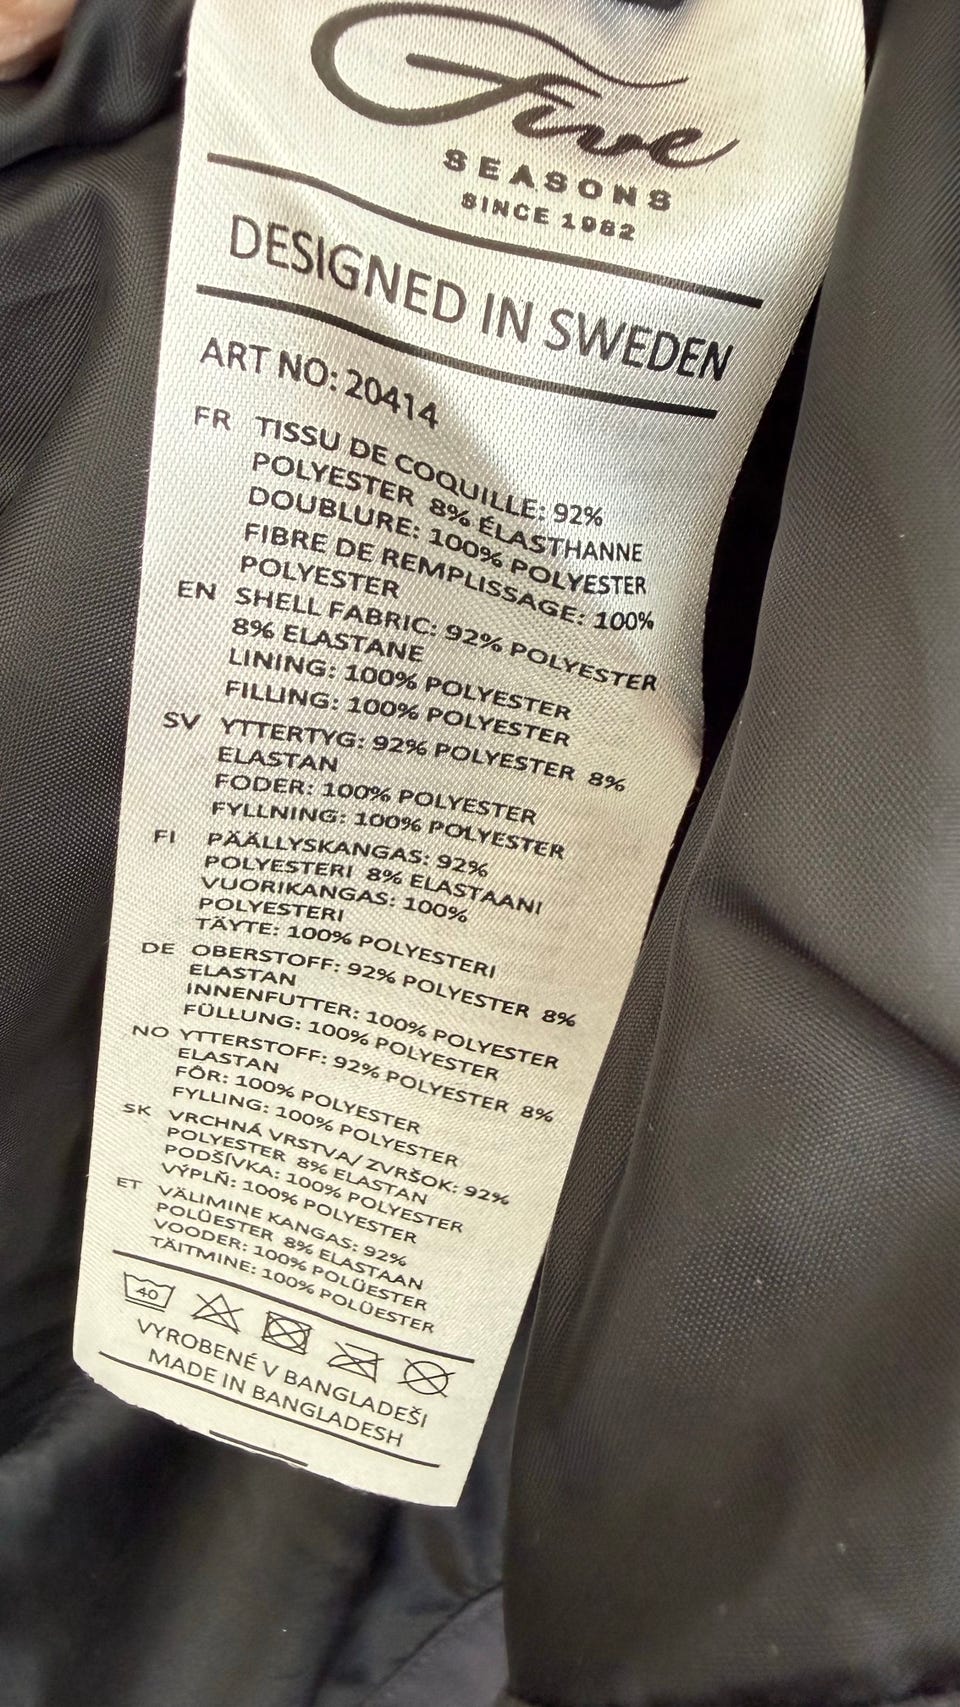 Five
SEASONS
SINCE 1982
DESIGNED IN SWEDEN
ART NO: 20414
FR TISSU DE COQUILLE: 92%
POLYESTER 8% ÉLASTHANNE
DOUBLURE: 100% POLYESTER
FIBRE DE REMPLISSAGE: 100%
POLYESTER
EN SHELL FABRIC: 92% POLYESTER
8% ELASTANE
LINING: 100% POLYESTER
FILLING: 100% POLYESTER
SV YTTERTYG: 92% POLYESTER 8%
ELASTAN
FODER: 100% POLYESTER
FYLLNING: 100% POLYESTER
FI PÄÄLLYSKANGAS: 92%
POLYESTERI 8% ELASTAANI
VUORIKANGAS: 100%
POLYESTERI
TÄYTE: 100% POLYESTERI
DE OBERSTOFF: 92% POLYESTER 8%
ELASTAN
INNENFUTTER: 100% POLYESTER
FÜLLUNG: 100% POLYESTER
NO YTTERSTOFF: 92% POLYESTER 8%
ELASTAN
FÔR: 100% POLYESTER
FYLLING: 100% POLYESTER
SK VRCHNÁ VRSTVA/ ZVRŠOK: 92%
POLYESTER 8% ELASTAN
PODŠÍVKA: 100% POLYESTER
VÝPLŇ: 100% POLYESTER
ET VÄLIMINE KANGAS: 92%
POLÜESTER 8% ELASTAAN
VOODER: 100% POLÜESTER
TÄITMINE: 100% POLÜESTER
40
VYROBENÉ V BANGLADEŠI
MADE IN BANGLADESH